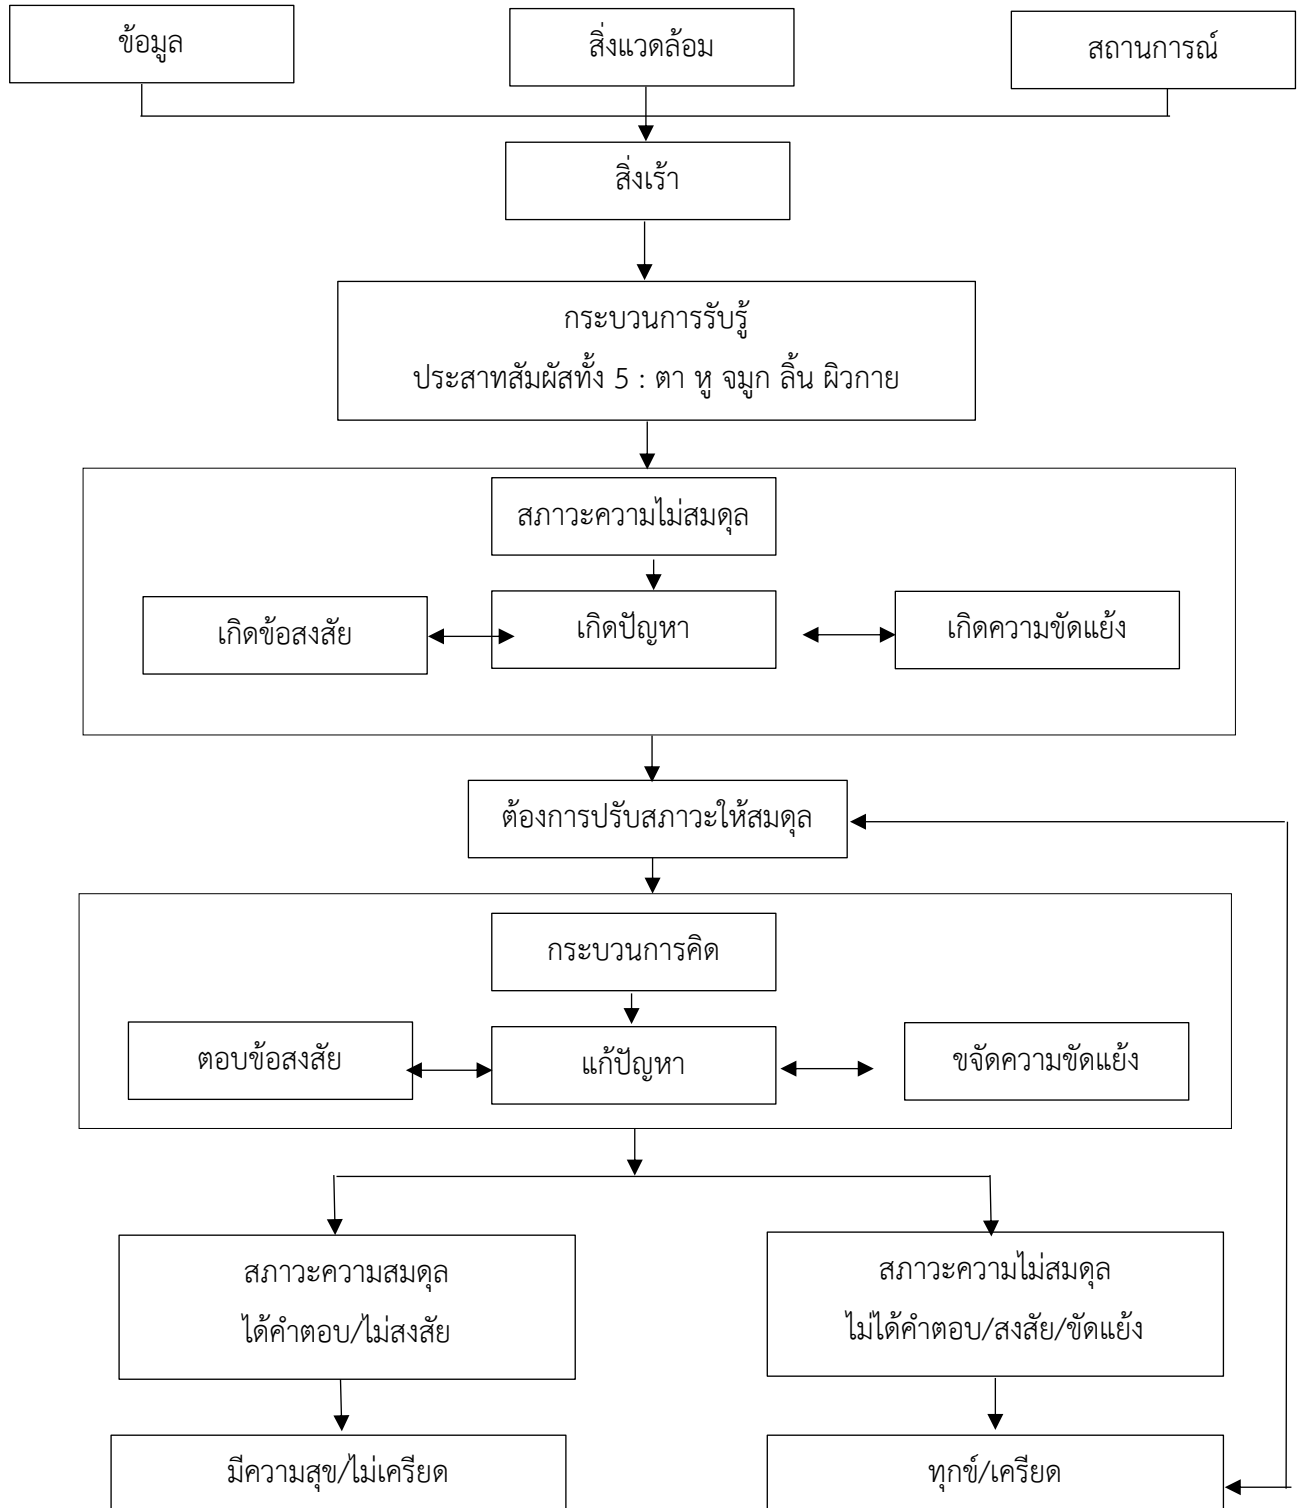 ข้อมูล
สิ่งแวดล้อม
สถานการณ์
สิ่งเร้า
กระบวนการรับรู้
ประสาทสัมผัสทั้ง 5 : ตา หู จมูก ลิ้น ผิวกาย
สภาวะความไม่สมดุล
เกิดข้อสงสัย
เกิดปัญหา
เกิดความขัดแย้ง
ต้องการปรับสภาวะให้สมดุล
กระบวนการคิด
ตอบข้อสงสัย
แก้ปัญหา
ขจัดความขัดแย้ง
สภาวะความสมดุล
ได้คำตอบ/ไม่สงสัย
สภาวะความไม่สมดุล
ไม่ได้คำตอบ/สงสัย/ขัดแย้ง
มีความสุข/ไม่เครียด
ทุกข์/เครียด